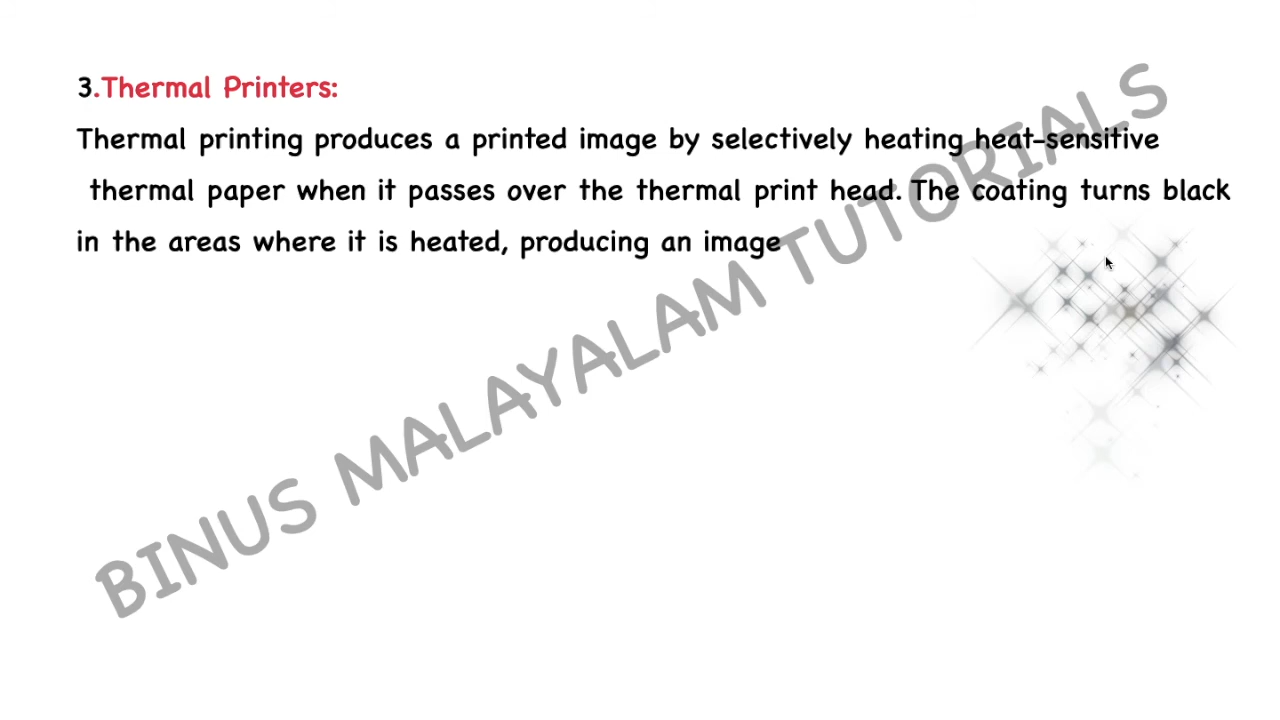 3.Thermal Printers:
Thermal printing produces a printed image by selectively heating heat-sensitive
thermal paper when it passes over the thermal print head. The coating turns black
in the areas where it is heated, producing an image
BINUS MALAYALAM TUTORIALS